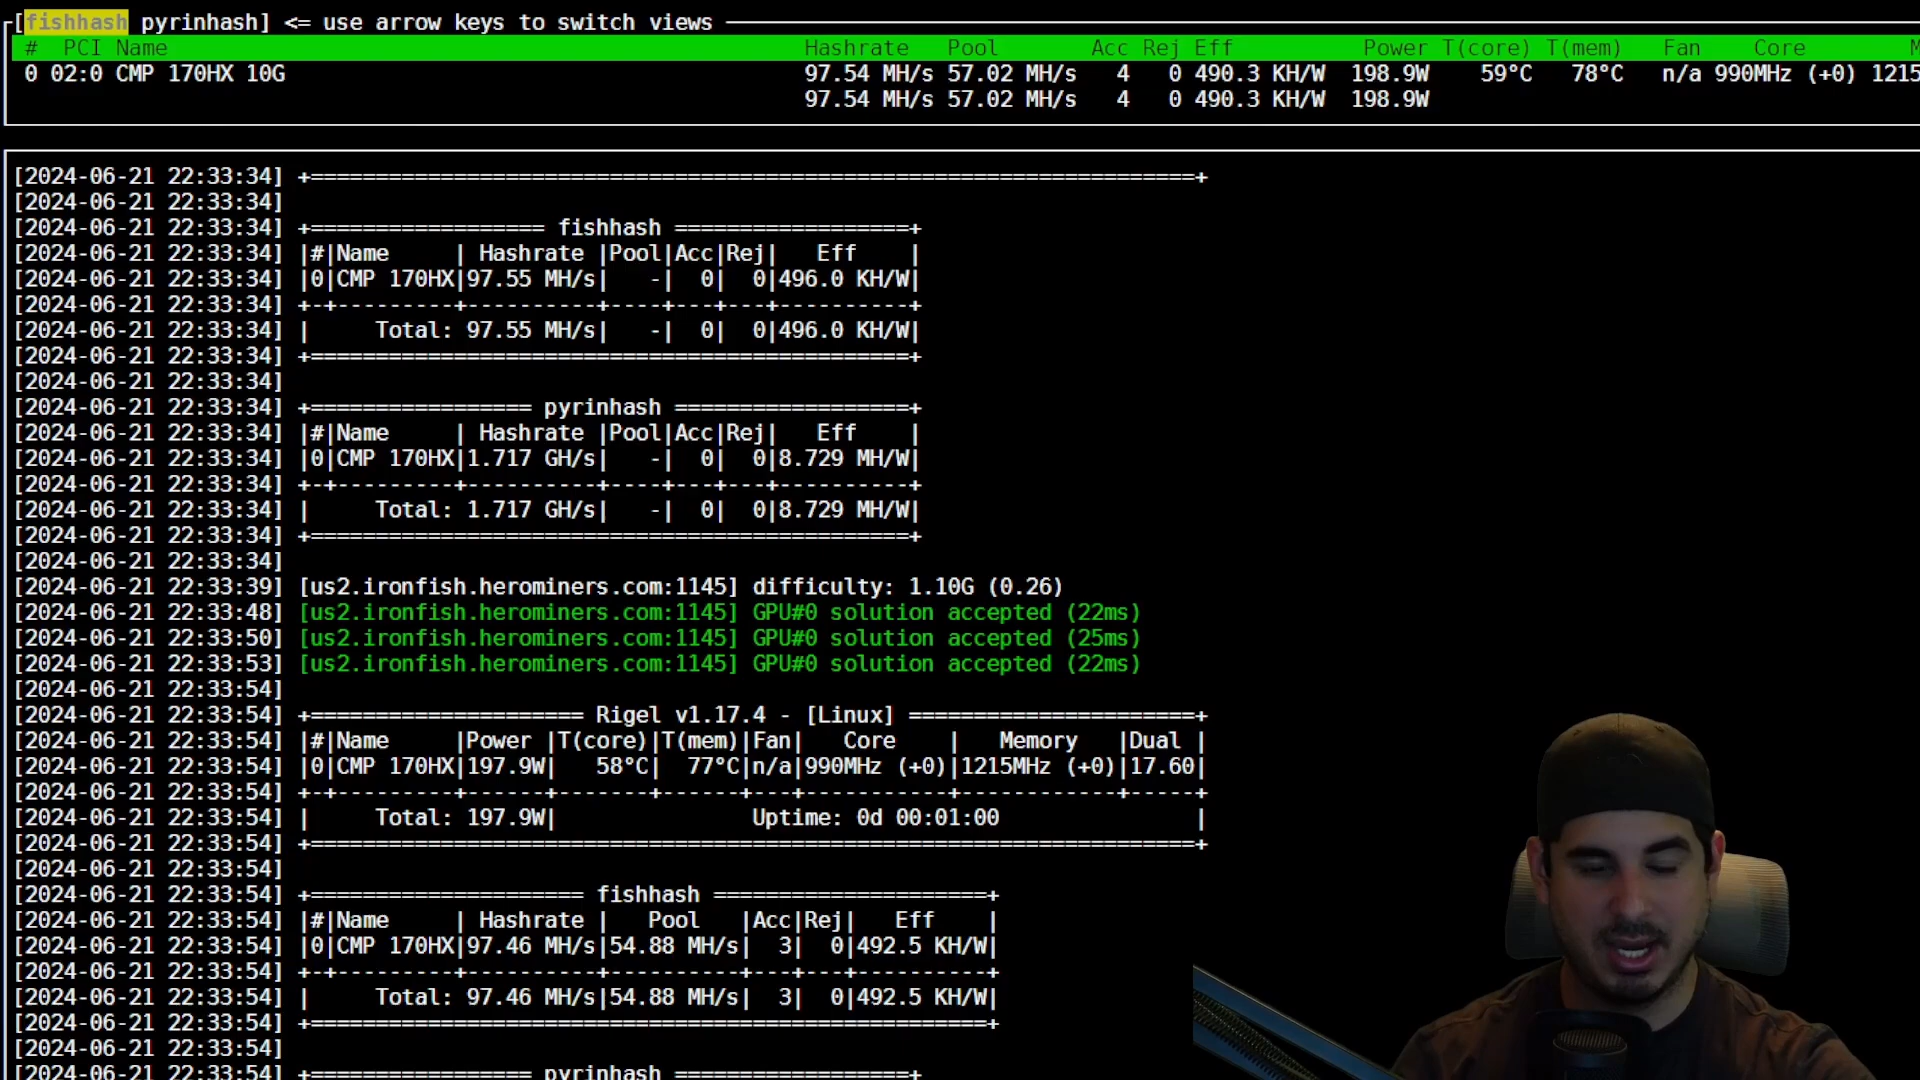 [fishhash pyrinhash] <= use arrow keys to switch views
# PCI Name Hashrate Pool Acc Rej Eff Power T(core) T(mem) Fan Core
0 02:0 CMP 170HX 10G 97.54 MH/s 57.02 MH/s 4 0 490.3 KH/W 198.9W 59°C 78°C n/a 990MHz (+0) 1215
97.54 MH/s 57.02 MH/s 4 0 490.3 KH/W 198.9W
[2024-06-21 22:33:34] +====================================================================+
[2024-06-21 22:33:34]
[2024-06-21 22:33:34] +================== fishhash ==================+
[2024-06-21 22:33:34] |#|Name | Hashrate |Pool|Acc|Rej| Eff |
[2024-06-21 22:33:34] |0|CMP 170HX|97.55 MH/s| -| 0| 0|496.0 KH/W|
[2024-06-21 22:33:34] +-+---------+----------+----+---+---+----------+
[2024-06-21 22:33:34] | Total: 97.55 MH/s| -| 0| 0|496.0 KH/W|
[2024-06-21 22:33:34] +==============================================+
[2024-06-21 22:33:34]
[2024-06-21 22:33:34] +================= pyrinhash ==================+
[2024-06-21 22:33:34] |#|Name | Hashrate |Pool|Acc|Rej| Eff |
[2024-06-21 22:33:34] |0|CMP 170HX|1.717 GH/s| -| 0| 0|8.729 MH/W|
[2024-06-21 22:33:34] +-+---------+----------+----+---+---+----------+
[2024-06-21 22:33:34] | Total: 1.717 GH/s| -| 0| 0|8.729 MH/W|
[2024-06-21 22:33:34] +==============================================+
[2024-06-21 22:33:34]
[2024-06-21 22:33:39] [us2.ironfish.herominers.com:1145] difficulty: 1.10G (0.26)
[2024-06-21 22:33:48] [us2.ironfish.herominers.com:1145] GPU#0 solution accepted (22ms)
[2024-06-21 22:33:50] [us2.ironfish.herominers.com:1145] GPU#0 solution accepted (25ms)
[2024-06-21 22:33:53] [us2.ironfish.herominers.com:1145] GPU#0 solution accepted (22ms)
[2024-06-21 22:33:54]
[2024-06-21 22:33:54] +===================== Rigel v1.17.4 - [Linux] ======================+
[2024-06-21 22:33:54] |#|Name |Power |T(core)|T(mem)|Fan| Core | Memory |Dual |
[2024-06-21 22:33:54] |0|CMP 170HX|197.9W| 58°C| 77°C|n/a|990MHz (+0)|1215MHz (+0)|17.60|
[2024-06-21 22:33:54] +-+---------+------+-------+------+---+-----------+------------+-----+
[2024-06-21 22:33:54] | Total: 197.9W| Uptime: 0d 00:01:00 |
[2024-06-21 22:33:54] +====================================================================+
[2024-06-21 22:33:54]
[2024-06-21 22:33:54] +===================== fishhash =====================+
[2024-06-21 22:33:54] |#|Name | Hashrate | Pool |Acc|Rej| Eff |
[2024-06-21 22:33:54] |0|CMP 170HX|97.46 MH/s|54.88 MH/s| 3| 0|492.5 KH/W|
[2024-06-21 22:33:54] +-+---------+----------+----------+---+---+----------+
[2024-06-21 22:33:54] | Total: 97.46 MH/s|54.88 MH/s| 3| 0|492.5 KH/W|
[2024-06-21 22:33:54] +====================================================+
[2024-06-21 22:33:54]
[2024-06-21 22:33:54] +================= pyrinhash ==================+